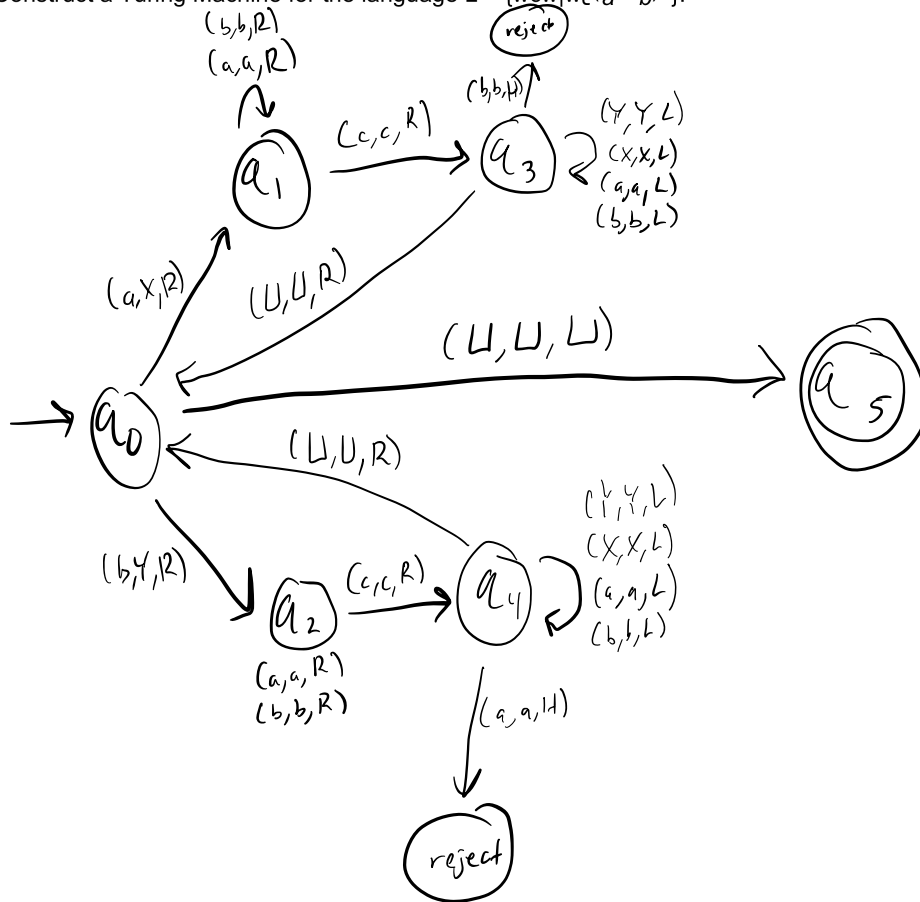 Construct a Turing Machine for the language L
(b,b,R)
(a,a,R)
reject
(b,b,H)
(c,c,R)
(Y,Y,L)
(X,X,L)
(a,a,L)
(b,b,L)
q1
q3
(a,X,R)
(⊔,⊔,R)
(⊔,⊔,⊔)
q0
q5
(⊔,⊔,R)
(Y,Y,L)
(X,X,L)
(a,a,L)
(b,b,L)
(b,Y,R)
(c,c,R)
q2
q4
(a,a,R)
(b,b,R)
(a,a,H)
reject